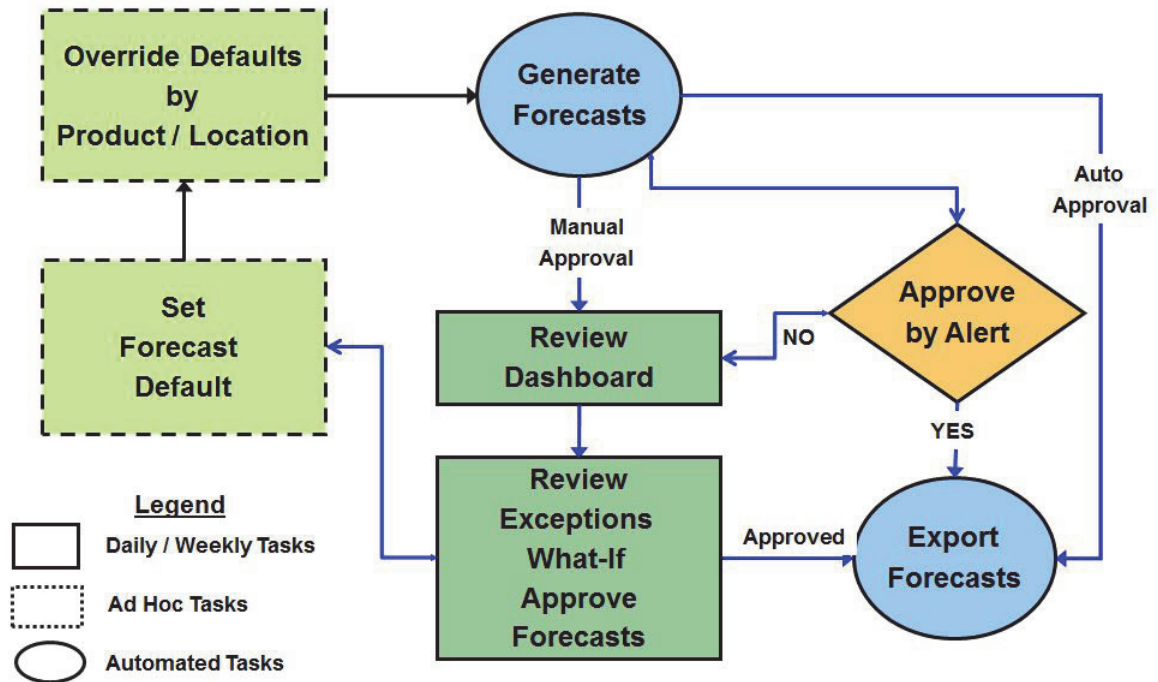 Override Defaults
by
Product / Location
Generate
Forecasts
Auto
Approval
Manual
Approval
Set
Forecast
Default
Review
Dashboard
NO
Approve
by Alert
YES
Review
Exceptions
What-If
Approve
Forecasts
Approved
Export
Forecasts
Legend
Daily / Weekly Tasks
Ad Hoc Tasks
Automated Tasks